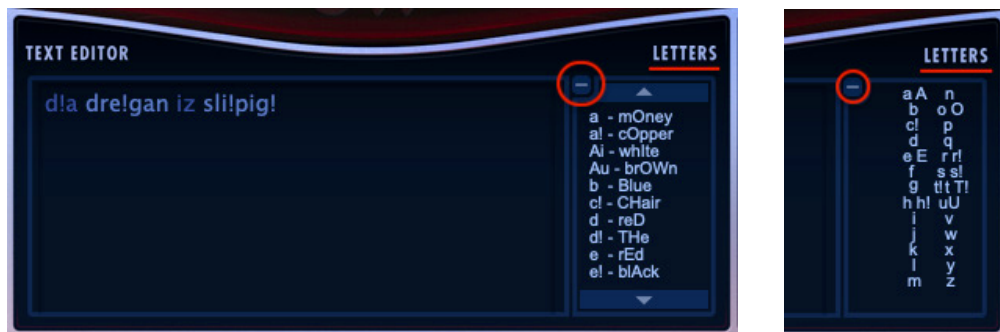 TEXT EDITOR
LETTERS
d!a dre!gan iz sli!pig!
a - mOney
a! - cOpper
Ai - whIte
Au - brOWn
b - Blue
c! - CHair
d - reD
d! - THe
e - rEd
e! - blAck
LETTERS
a A n
b o O
c! p
d q
e E r r!
f s s!
g t!t T!
h h! uU
i v
j w
k x
l y
m z